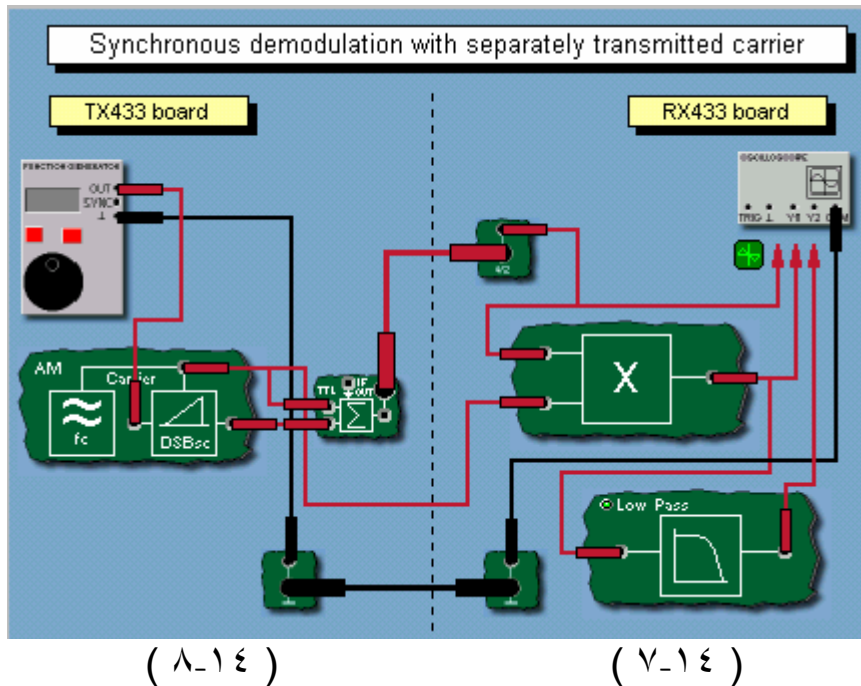 Synchronous demodulation with separately transmitted carrier
TX433 board
RX433 board
FUNCTION GENERATOR
OUT
SYNC
⊥
OSCILLOSCOPE
TRIG ⊥ Y1 Y2 COM
AM
Carrier
fc
DSBsc
TTL
IF
OUT
Σ
X
Low Pass
( ٨-١٤ )
( ٧-١٤ )